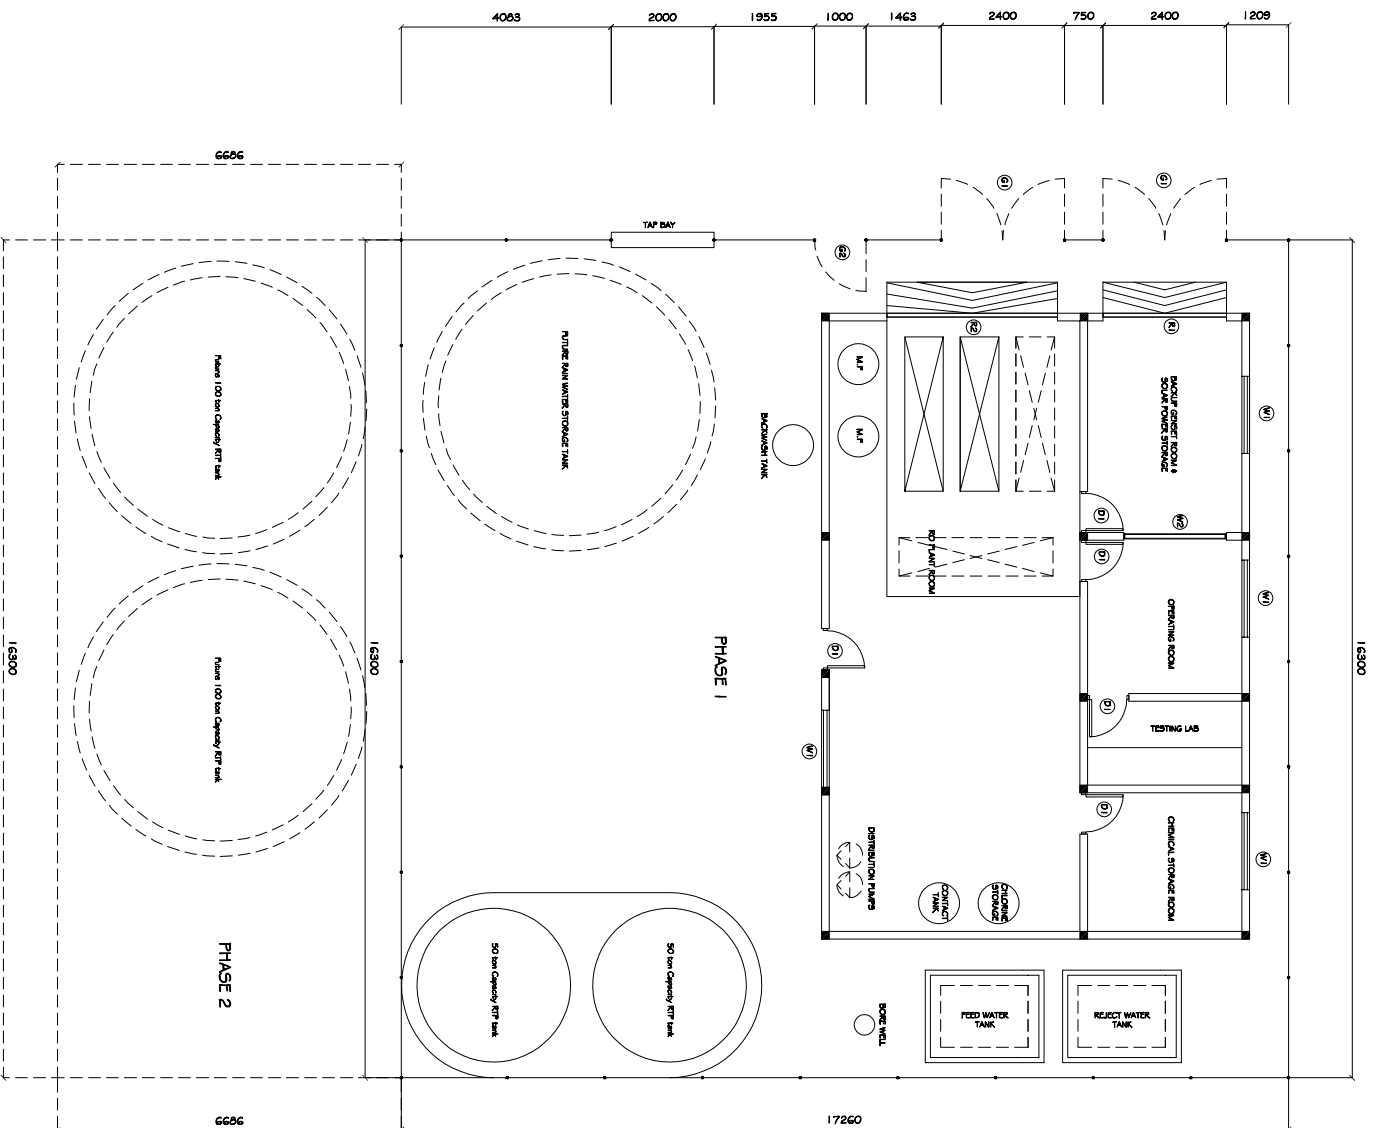 4083
2000
1955
1000
1463
2400
750
2400
1209
6686
TAP BAY
G1
G1
G2
R2
R1
M.F
M.F
BACKWASH TANK
FUTURE RAIN WATER STORAGE TANK
Future 100 ton Capacity RTP tank
BACKUP GENSET ROOM &
SOLAR POWER STORAGE
W1
D1
W2
D1
RO PLANT ROOM
W1
OPERATING ROOM
16300
16300
16300
Future 100 ton Capacity RTP tank
PHASE 1
D1
D1
TESTING LAB
W1
D1
DISTRIBUTION PUMPS
CONTACT
TANK
CHLORINE
STORAGE
CHEMICAL STORAGE ROOM
W1
PHASE 2
50 ton Capacity RTP tank
50 ton Capacity RTP tank
BORE WELL
FEED WATER
TANK
REJECT WATER
TANK
6686
17260